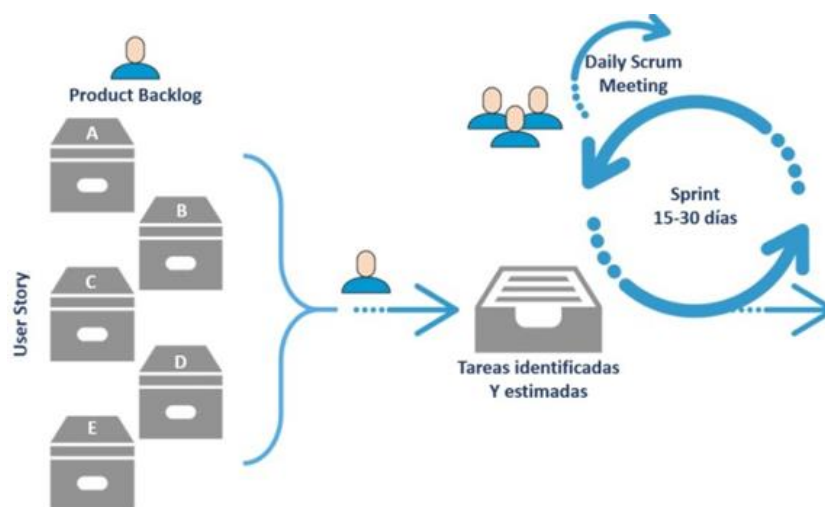 Product Backlog
A
B
C
D
E
User Story
Tareas identificadas
Y estimadas
Daily Scrum
Meeting
Sprint
15-30 días